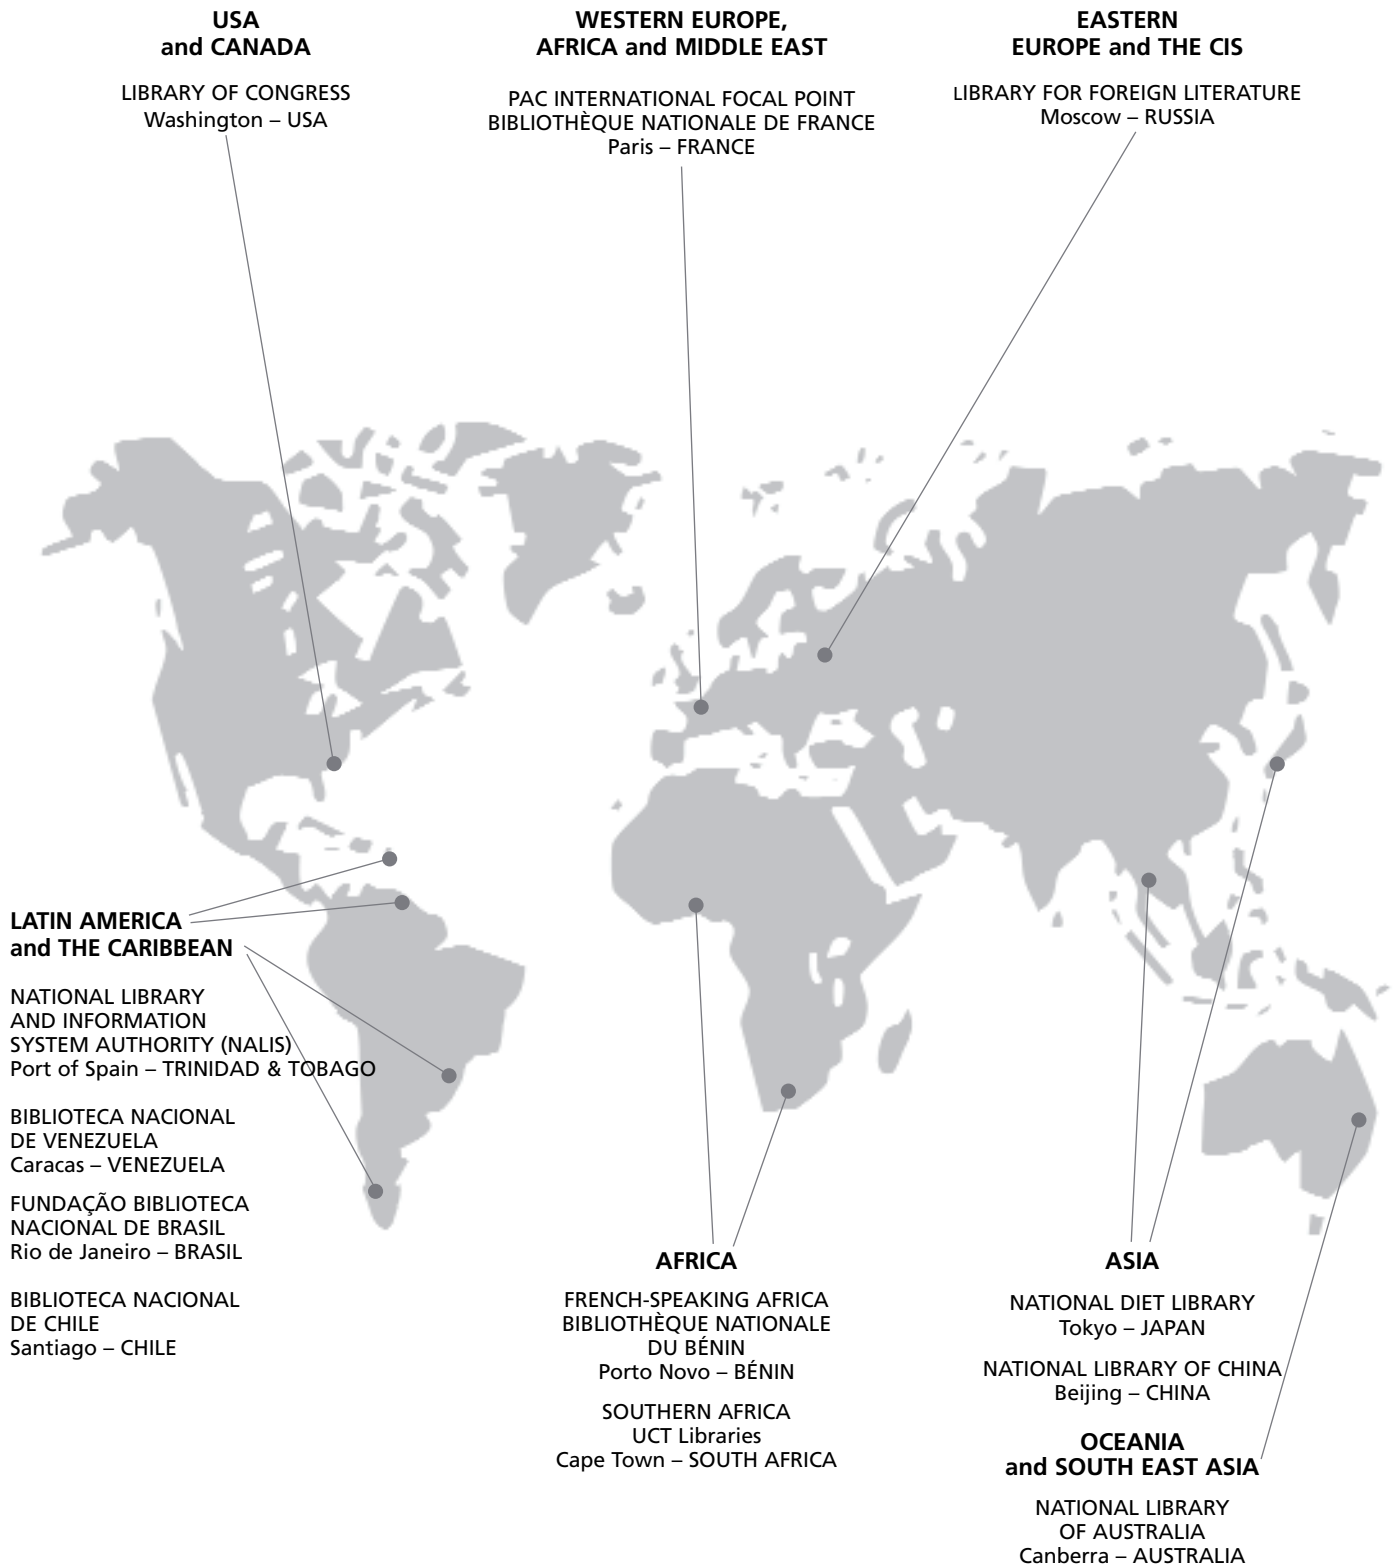 USA
and CANADA
LIBRARY OF CONGRESS
Washington – USA
WESTERN EUROPE,
AFRICA and MIDDLE EAST
PAC INTERNATIONAL FOCAL POINT
BIBLIOTHÈQUE NATIONALE DE FRANCE
Paris – FRANCE
EASTERN
EUROPE and THE CIS
LIBRARY FOR FOREIGN LITERATURE
Moscow – RUSSIA
LATIN AMERICA
and THE CARIBBEAN
NATIONAL LIBRARY
AND INFORMATION
SYSTEM AUTHORITY (NALIS)
Port of Spain – TRINIDAD & TOBAGO
BIBLIOTECA NACIONAL
DE VENEZUELA
Caracas – VENEZUELA
FUNDAÇÃO BIBLIOTECA
NACIONAL DE BRASIL
Rio de Janeiro – BRASIL
BIBLIOTECA NACIONAL
DE CHILE
Santiago – CHILE
AFRICA
FRENCH-SPEAKING AFRICA
BIBLIOTHÈQUE NATIONALE
DU BÉNIN
Porto Novo – BÉNIN
SOUTHERN AFRICA
UCT Libraries
Cape Town – SOUTH AFRICA
ASIA
NATIONAL DIET LIBRARY
Tokyo – JAPAN
NATIONAL LIBRARY OF CHINA
Beijing – CHINA
OCEANIA
and SOUTH EAST ASIA
NATIONAL LIBRARY
OF AUSTRALIA
Canberra – AUSTRALIA